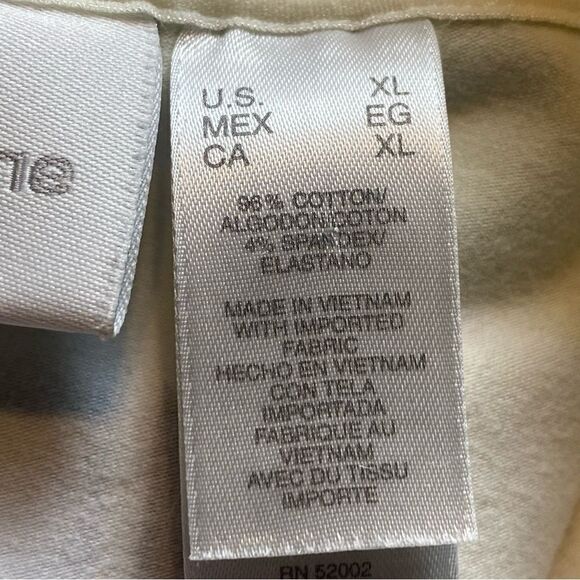 U.S. XL
MEX EG
CA XL
96% COTTON/
ALGODON/COTON
4% SPANDEX/
ELASTANO
MADE IN VIETNAM
WITH IMPORTED
FABRIC
HECHO EN VIETNAM
CON TELA
IMPORTADA
FABRIQUE AU
VIETNAM
AVEC DU TISSU
IMPORTE
RN 52002